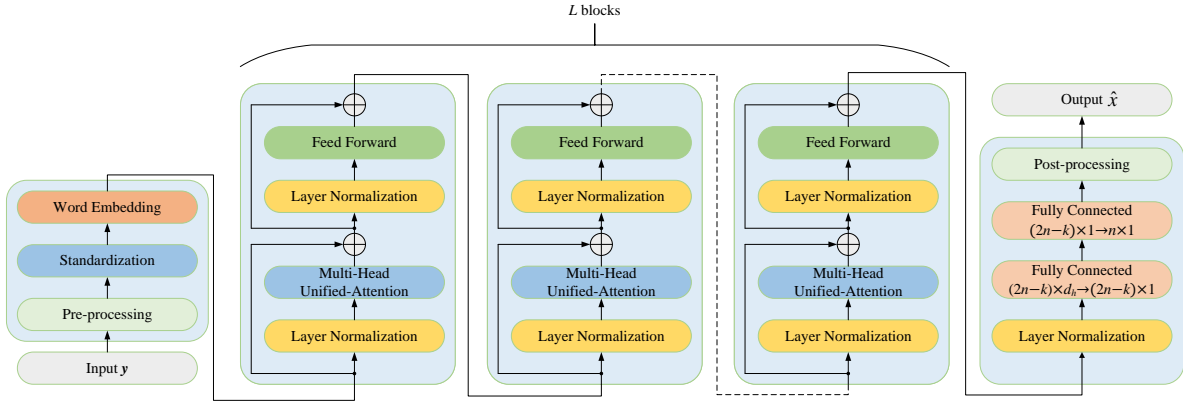 L blocks
Word Embedding
Standardization
Pre-processing
Input y
Feed Forward
Layer Normalization
Multi-Head
Unified-Attention
Layer Normalization
Feed Forward
Layer Normalization
Multi-Head
Unified-Attention
Layer Normalization
Feed Forward
Layer Normalization
Multi-Head
Unified-Attention
Layer Normalization
Output x̂
Post-processing
Fully Connected
(2n−k)×1→n×1
Fully Connected
(2n−k)×dₕ→(2n−k)×1
Layer Normalization